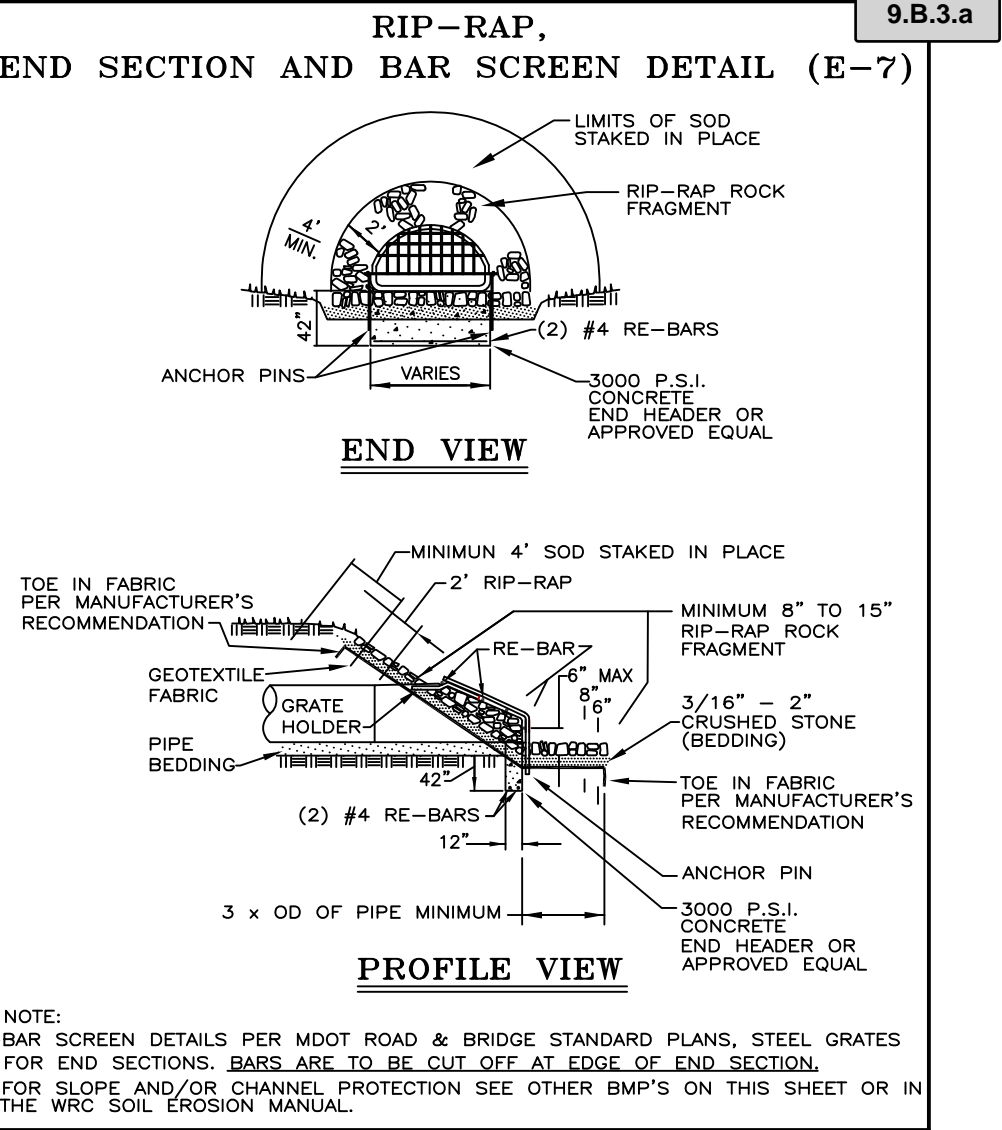 9.B.3.a
RIP-RAP,
END SECTION AND BAR SCREEN DETAIL (E-7)
LIMITS OF SOD
STAKED IN PLACE
RIP-RAP ROCK
FRAGMENT
4'
MIN.
2'
42"
(2) #4 RE-BARS
ANCHOR PINS
VARIES
3000 P.S.I.
CONCRETE
END HEADER OR
APPROVED EQUAL
END VIEW
MINIMUN 4' SOD STAKED IN PLACE
2' RIP-RAP
TOE IN FABRIC
PER MANUFACTURER'S
RECOMMENDATION
MINIMUM 8" TO 15"
RIP-RAP ROCK
FRAGMENT
RE-BAR
GEOTEXTILE
FABRIC
6" MAX
8"
6"
GRATE
HOLDER
3/16" - 2"
CRUSHED STONE
(BEDDING)
PIPE
BEDDING
42"
TOE IN FABRIC
PER MANUFACTURER'S
RECOMMENDATION
(2) #4 RE-BARS
12"
ANCHOR PIN
3 x OD OF PIPE MINIMUM
3000 P.S.I.
CONCRETE
END HEADER OR
APPROVED EQUAL
PROFILE VIEW
NOTE:
BAR SCREEN DETAILS PER MDOT ROAD & BRIDGE STANDARD PLANS, STEEL GRATES
FOR END SECTIONS. BARS ARE TO BE CUT OFF AT EDGE OF END SECTION.
FOR SLOPE AND/OR CHANNEL PROTECTION SEE OTHER BMP'S ON THIS SHEET OR IN
THE WRC SOIL EROSION MANUAL.